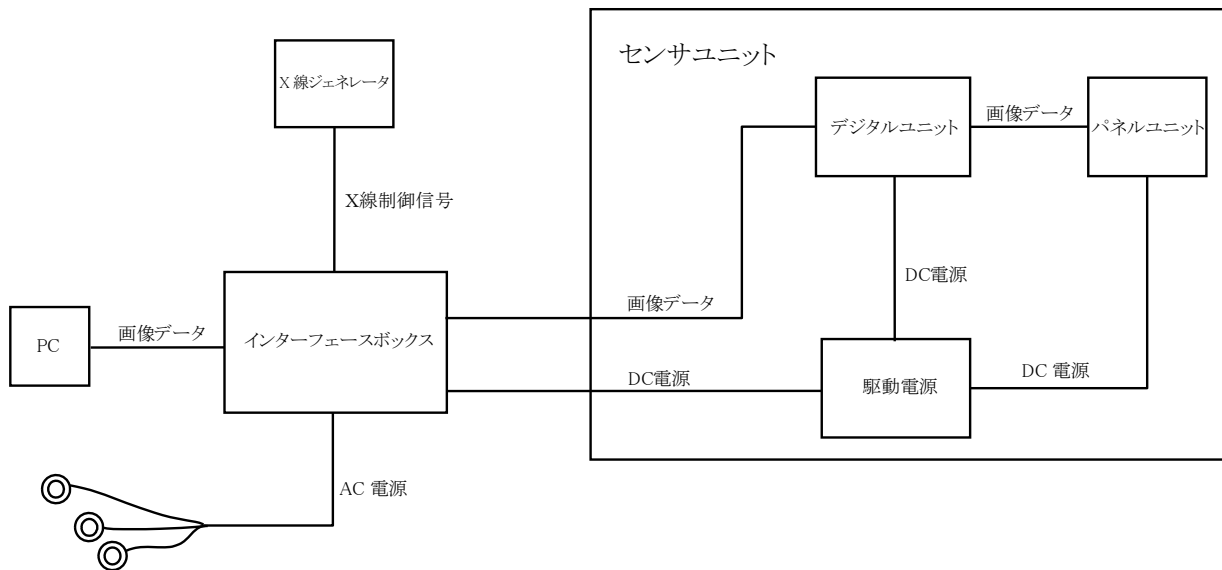 センサユニット
X 線ジェネレータ
デジタルユニット
画像データ
パネルユニット
X線制御信号
DC電源
画像データ
PC
画像データ
インターフェースボックス
DC電源
駆動電源
DC 電源
AC 電源